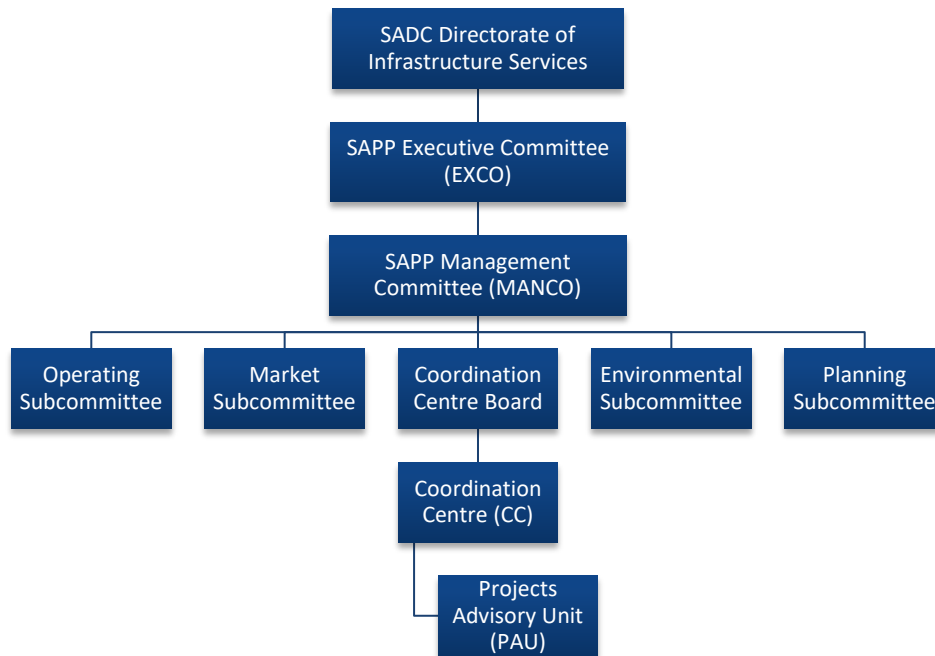 SADC Directorate of
Infrastructure Services
SAPP Executive Committee
(EXCO)
SAPP Management
Committee (MANCO)
Operating
Subcommittee
Market
Subcommittee
Coordination
Centre Board
Environmental
Subcommittee
Planning
Subcommittee
Coordination
Centre (CC)
Projects
Advisory Unit
(PAU)